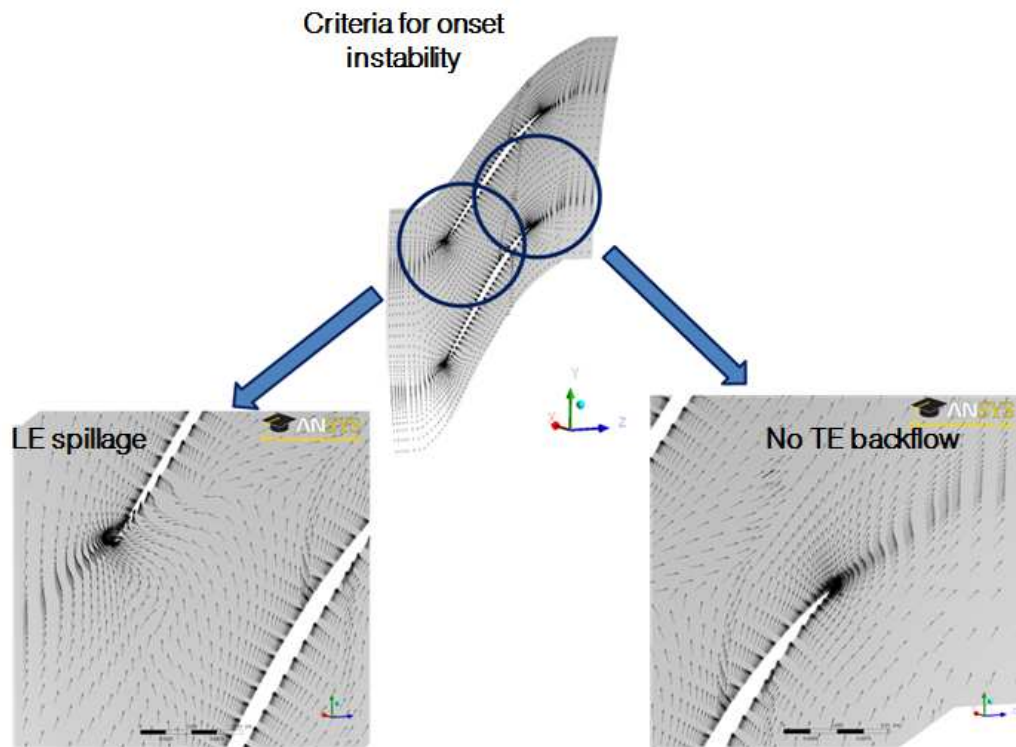 Criteria for onset
instability
Y
X
Z
LE spillage
ANSYS
No TE backflow
ANSYS